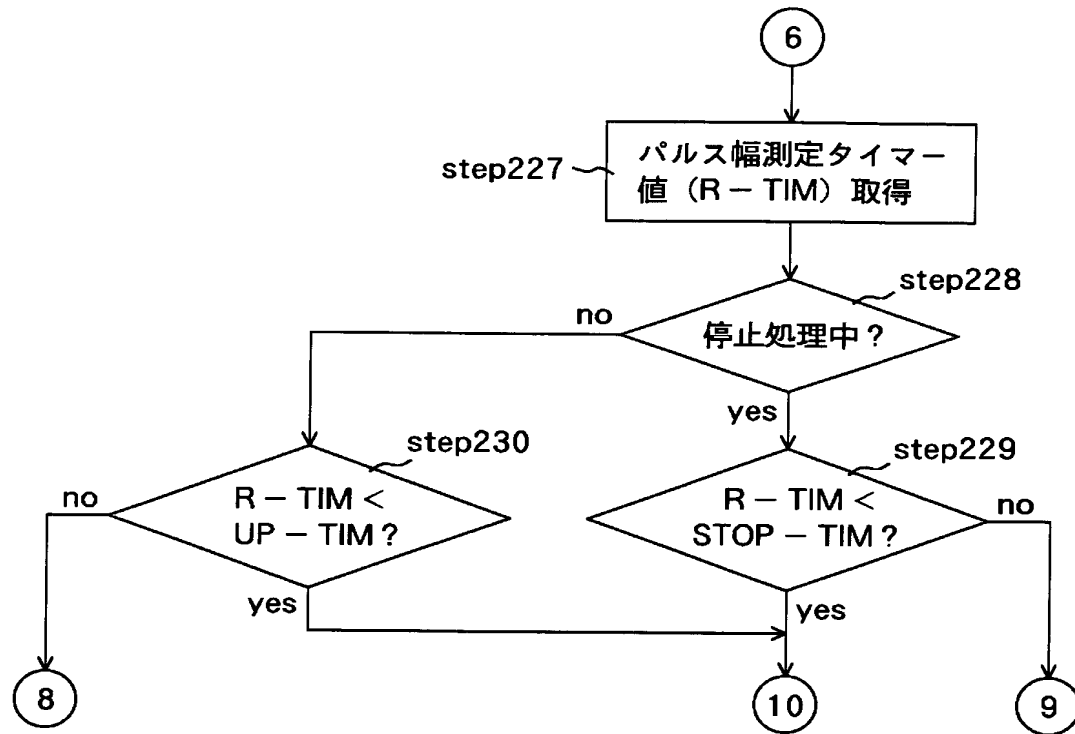 6
step227
パルス幅測定タイマー
値（R－TIM）取得
step228
no
停止処理中？
yes
step230
step229
no
R－TIM＜
UP－TIM？
R－TIM＜
STOP－TIM？
no
yes
yes
8
10
9